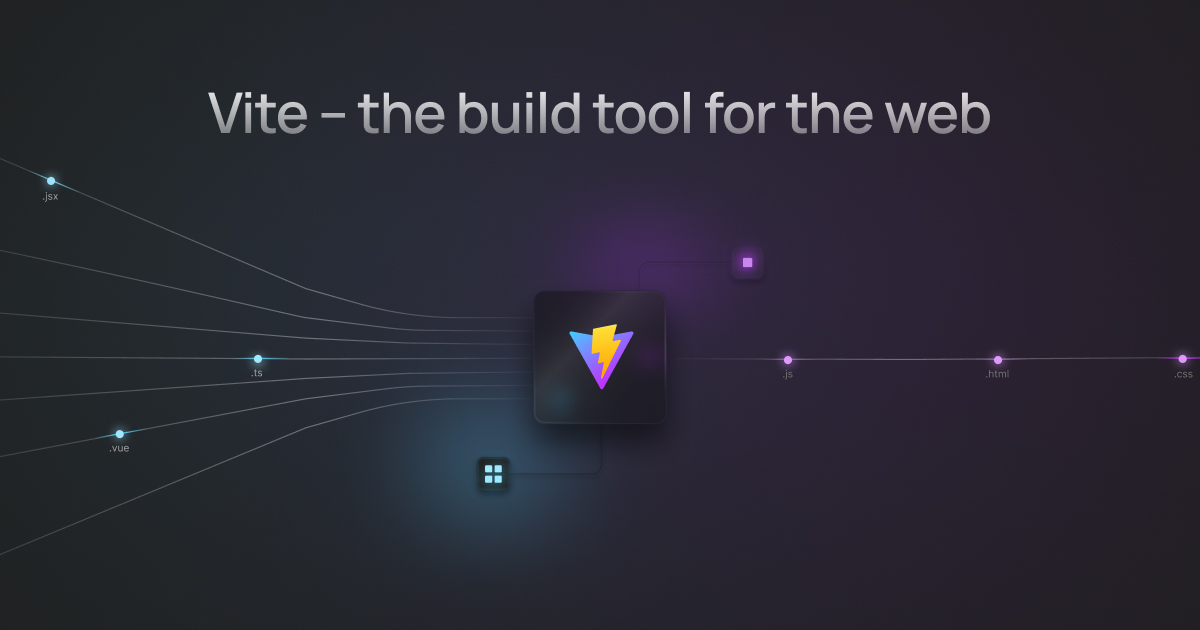 Vite – the build tool for the web
.jsx
.ts
.js
.html
.css
.vue